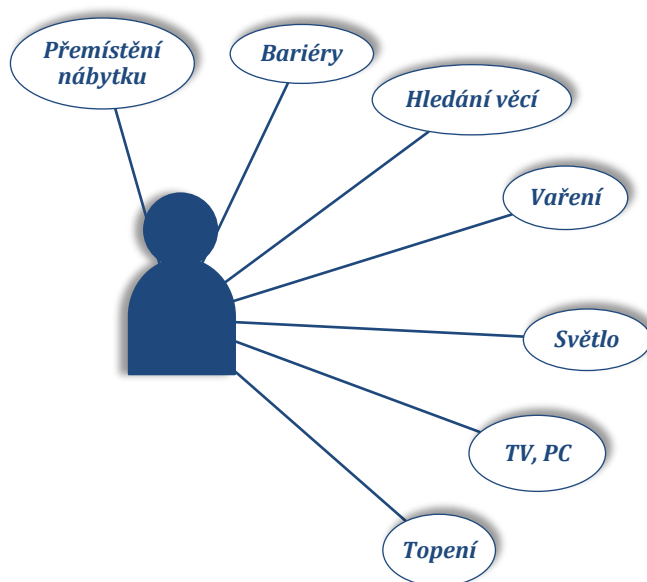 Přemístění
nábytku
Bariéry
Hledání věcí
Vaření
Světlo
TV, PC
Topení